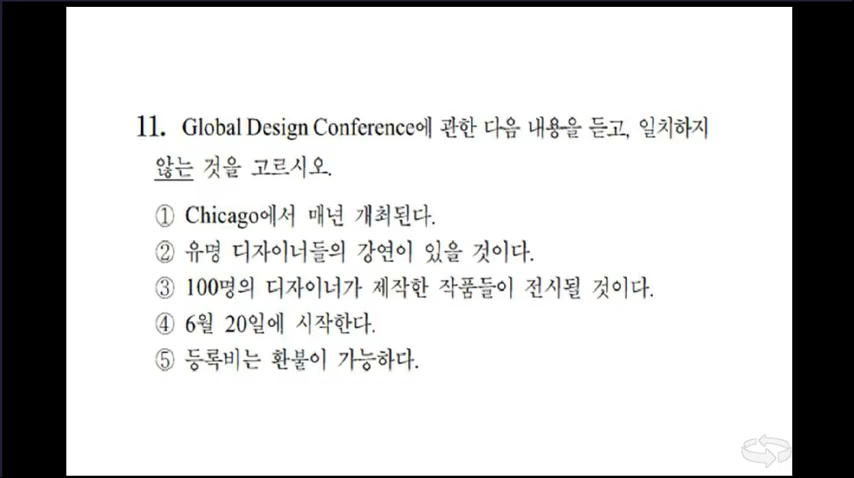 11. Global Design Conference에 관한 다음 내용을 듣고, 일치하지
않는 것을 고르시오.
① Chicago에서 매년 개최된다.
② 유명 디자이너들의 강연이 있을 것이다.
③ 100명의 디자이너가 제작한 작품들이 전시될 것이다.
④ 6월 20일에 시작한다.
⑤ 등록비는 환불이 가능하다.